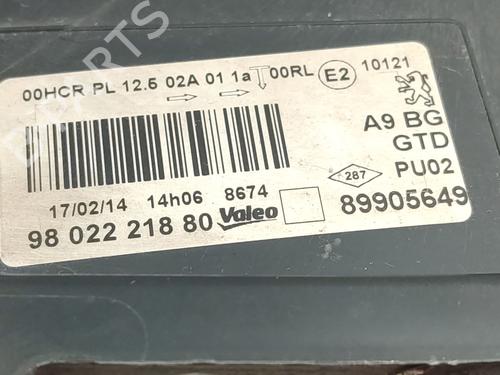 00HCR PL 12.5 02A 01 1a 00RL E2 10121
A9 BG
GTD
287 PU02
17/02/14 14h06 8674
98 022 218 80 Valeo 89905649